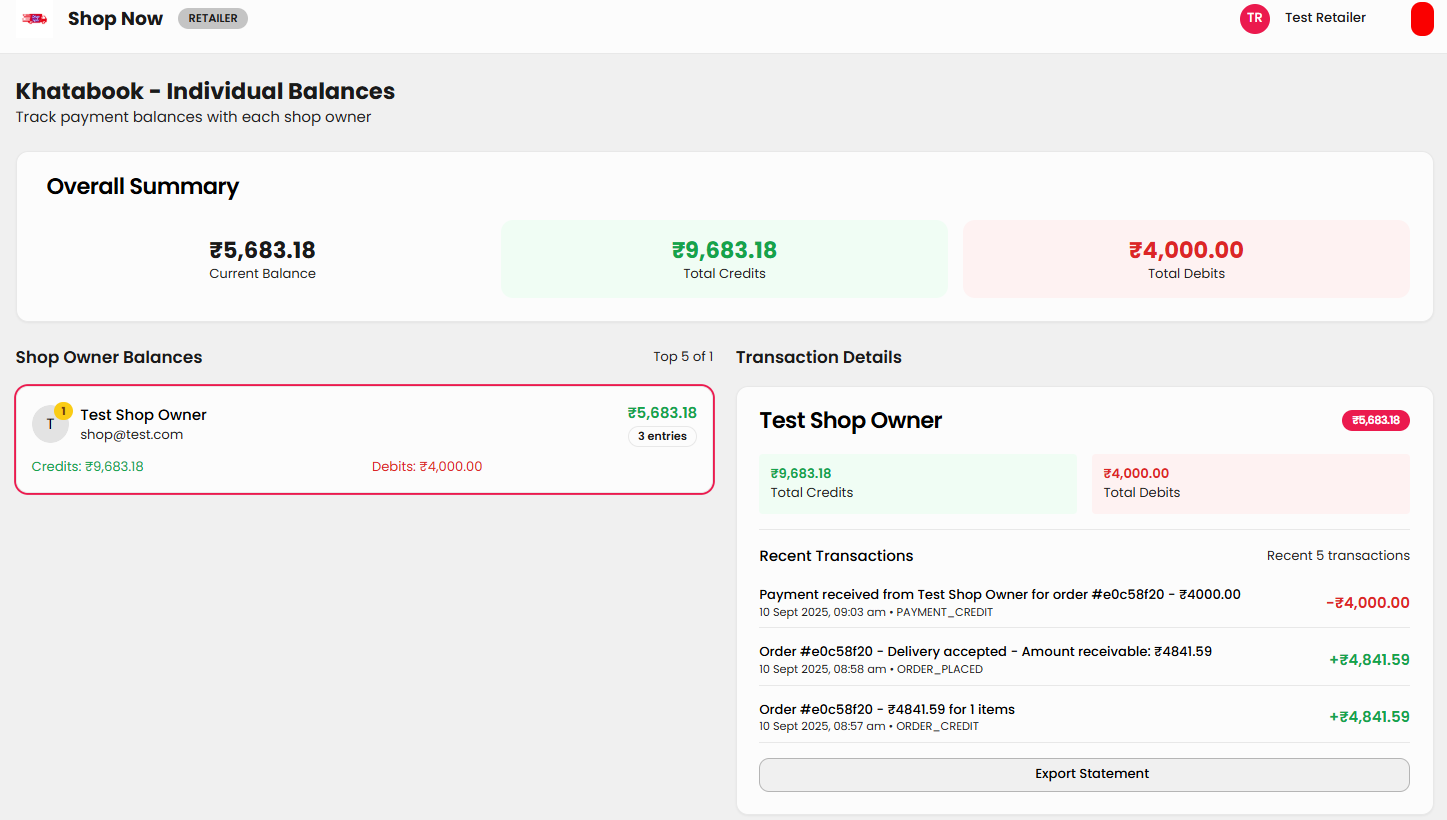 Shop Now RETAILER TR Test Retailer
Khatabook - Individual Balances
Track payment balances with each shop owner
Overall Summary
₹5,683.18 ₹9,683.18 ₹4,000.00
Current Balance Total Credits Total Debits
Shop Owner Balances Top 5 of 1
T 1 Test Shop Owner ₹5,683.18
shop@test.com 3 entries
Credits: ₹9,683.18 Debits: ₹4,000.00
Transaction Details
Test Shop Owner ₹5,683.18
₹9,683.18 ₹4,000.00
Total Credits Total Debits
Recent Transactions Recent 5 transactions
Payment received from Test Shop Owner for order #e0c58f20 - ₹4000.00
10 Sept 2025, 09:03 am • PAYMENT_CREDIT -₹4,000.00
Order #e0c58f20 - Delivery accepted - Amount receivable: ₹4841.59
10 Sept 2025, 08:58 am • ORDER_PLACED +₹4,841.59
Order #e0c58f20 - ₹4841.59 for 1 items
10 Sept 2025, 08:57 am • ORDER_CREDIT +₹4,841.59
Export Statement